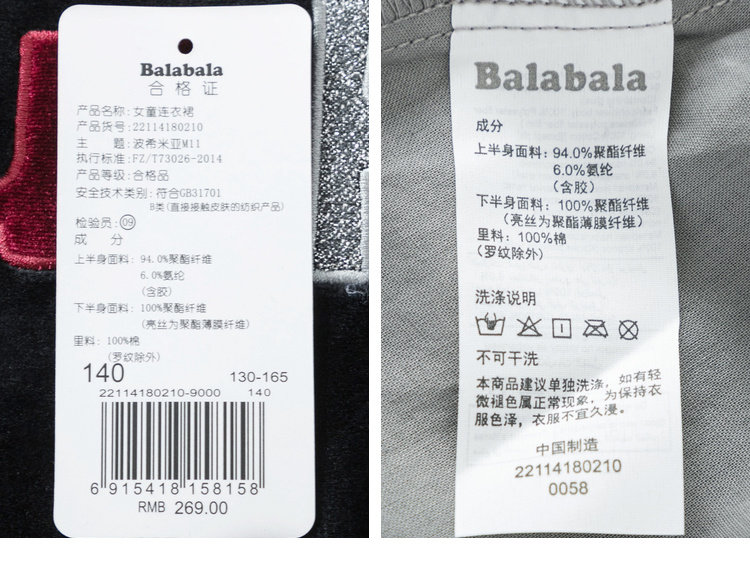 Balabala
合格证
产品名称:女童连衣裙
产品货号:22114180210
主 题:波希米亚M11
执行标准:FZ/T73026-2014
产品等级:合格品
安全技术类别:符合GB31701
B类(直接接触皮肤的纺织产品)
检验员:09
成 分
上半身面料: 94.0%聚酯纤维
6.0%氨纶
(含胶)
下半身面料: 100%聚酯纤维
(亮丝为聚酯薄膜纤维)
里料: 100%棉
(罗纹除外)
140 130-165
22114180210-9000 140
6 915418 158158
RMB 269.00
Balabala
成分
上半身面料: 94.0%聚酯纤维
6.0%氨纶
(含胶)
下半身面料: 100%聚酯纤维
(亮丝为聚酯薄膜纤维)
里料: 100%棉
(罗纹除外)
洗涤说明
不可干洗
本商品建议单独洗涤, 如有轻
微褪色属正常现象, 为保持衣
服色泽, 衣服不宜久浸。
中国制造
22114180210
0058